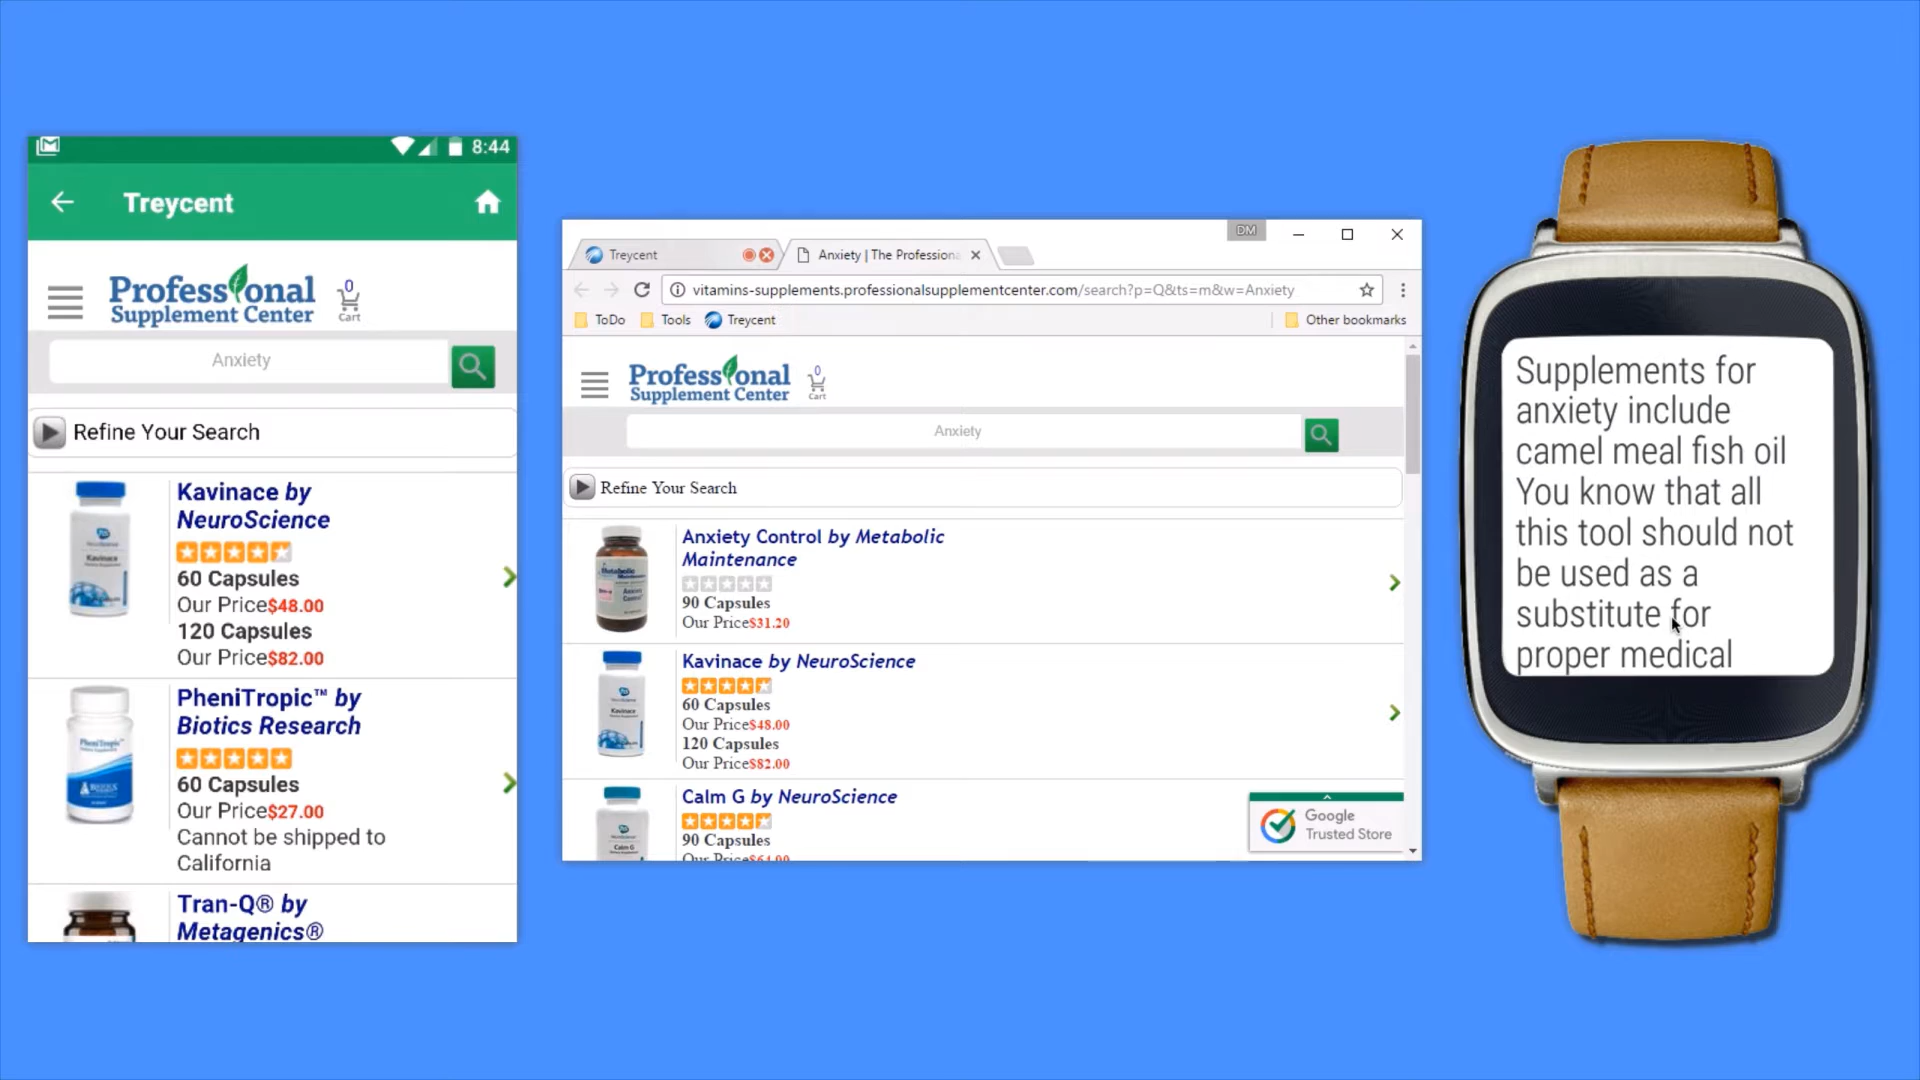 8:44
Treycent
Professional
Supplement Center
0
Cart
Anxiety
Refine Your Search
Kavinace by
NeuroScience
60 Capsules
Our Price$48.00
120 Capsules
Our Price$82.00
PheniTropic™ by
Biotics Research
60 Capsules
Our Price$27.00
Cannot be shipped to
California
Tran-Q® by
Metagenics®
DM
Treycent
Anxiety | The Profession
vitamins-supplements.professionalsupplementcenter.com/search?p=Q&ts=m&w=Anxiety
ToDo
Tools
Treycent
Other bookmarks
Professional
Supplement Center
0
Cart
Anxiety
Refine Your Search
Anxiety Control by Metabolic
Maintenance
90 Capsules
Our Price$31.20
Kavinace by NeuroScience
60 Capsules
Our Price$48.00
120 Capsules
Our Price$82.00
Calm G by NeuroScience
90 Capsules
Our Price$64.00
Google
Trusted Store
Supplements for
anxiety include
camel meal fish oil
You know that all
this tool should not
be used as a
substitute for
proper medical